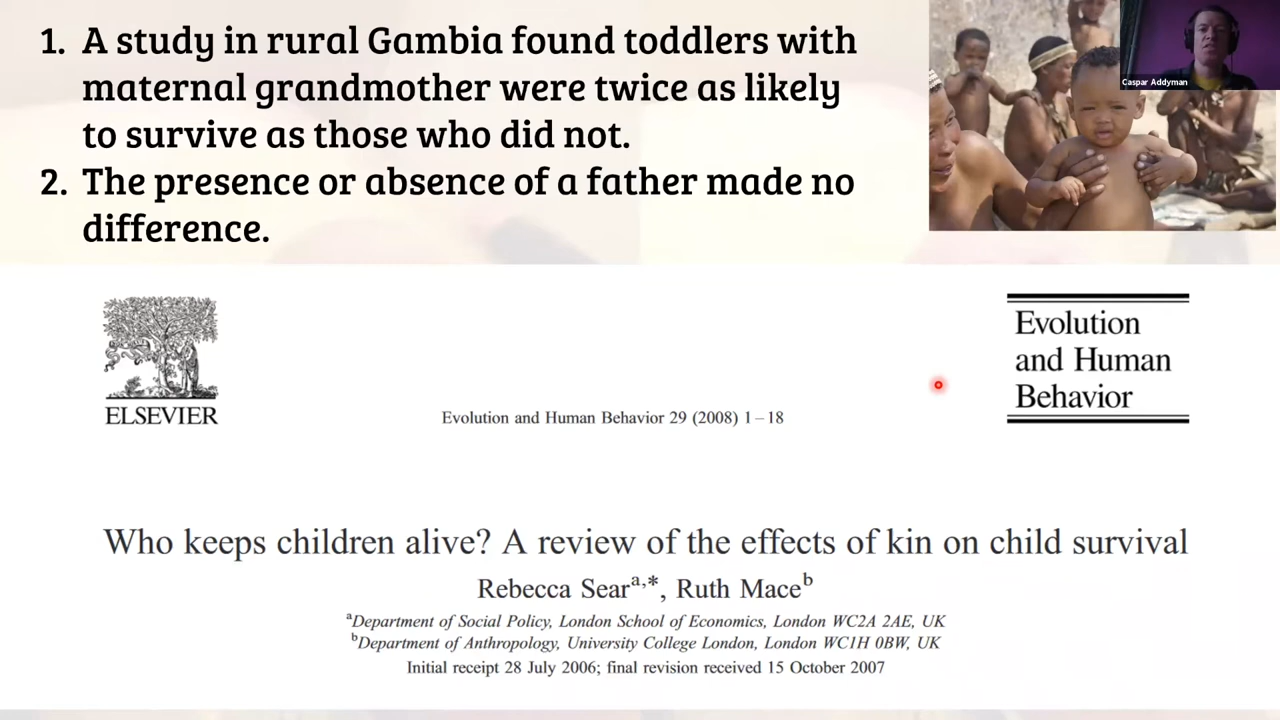 1. A study in rural Gambia found toddlers with
maternal grandmother were twice as likely
to survive as those who did not.
2. The presence or absence of a father made no
difference.
Caspar Addyman
ELSEVIER
Evolution and Human Behavior 29 (2008) 1–18
Evolution
and Human
Behavior
Who keeps children alive? A review of the effects of kin on child survival
Rebecca Sear a,*, Ruth Mace b
aDepartment of Social Policy, London School of Economics, London WC2A 2AE, UK
bDepartment of Anthropology, University College London, London WC1H 0BW, UK
Initial receipt 28 July 2006; final revision received 15 October 2007